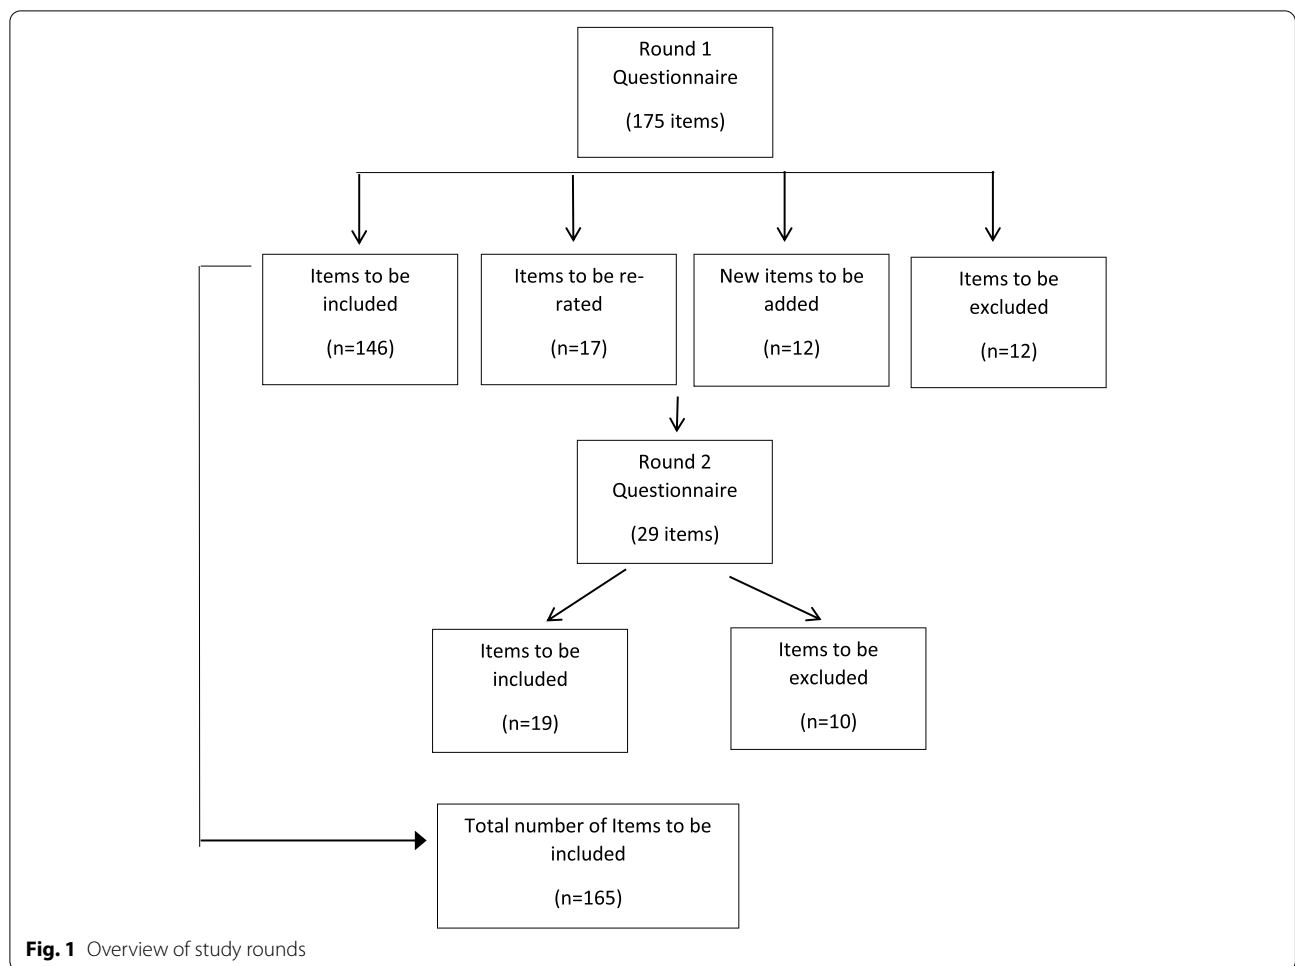 Round 1
Questionnaire
(175 items)
Items to be
included
(n=146)
Items to be re-
rated
(n=17)
New items to be
added
(n=12)
Items to be
excluded
(n=12)
Round 2
Questionnaire
(29 items)
Items to be
included
(n=19)
Items to be
excluded
(n=10)
Total number of Items to be
included
(n=165)
Fig. 1 Overview of study rounds